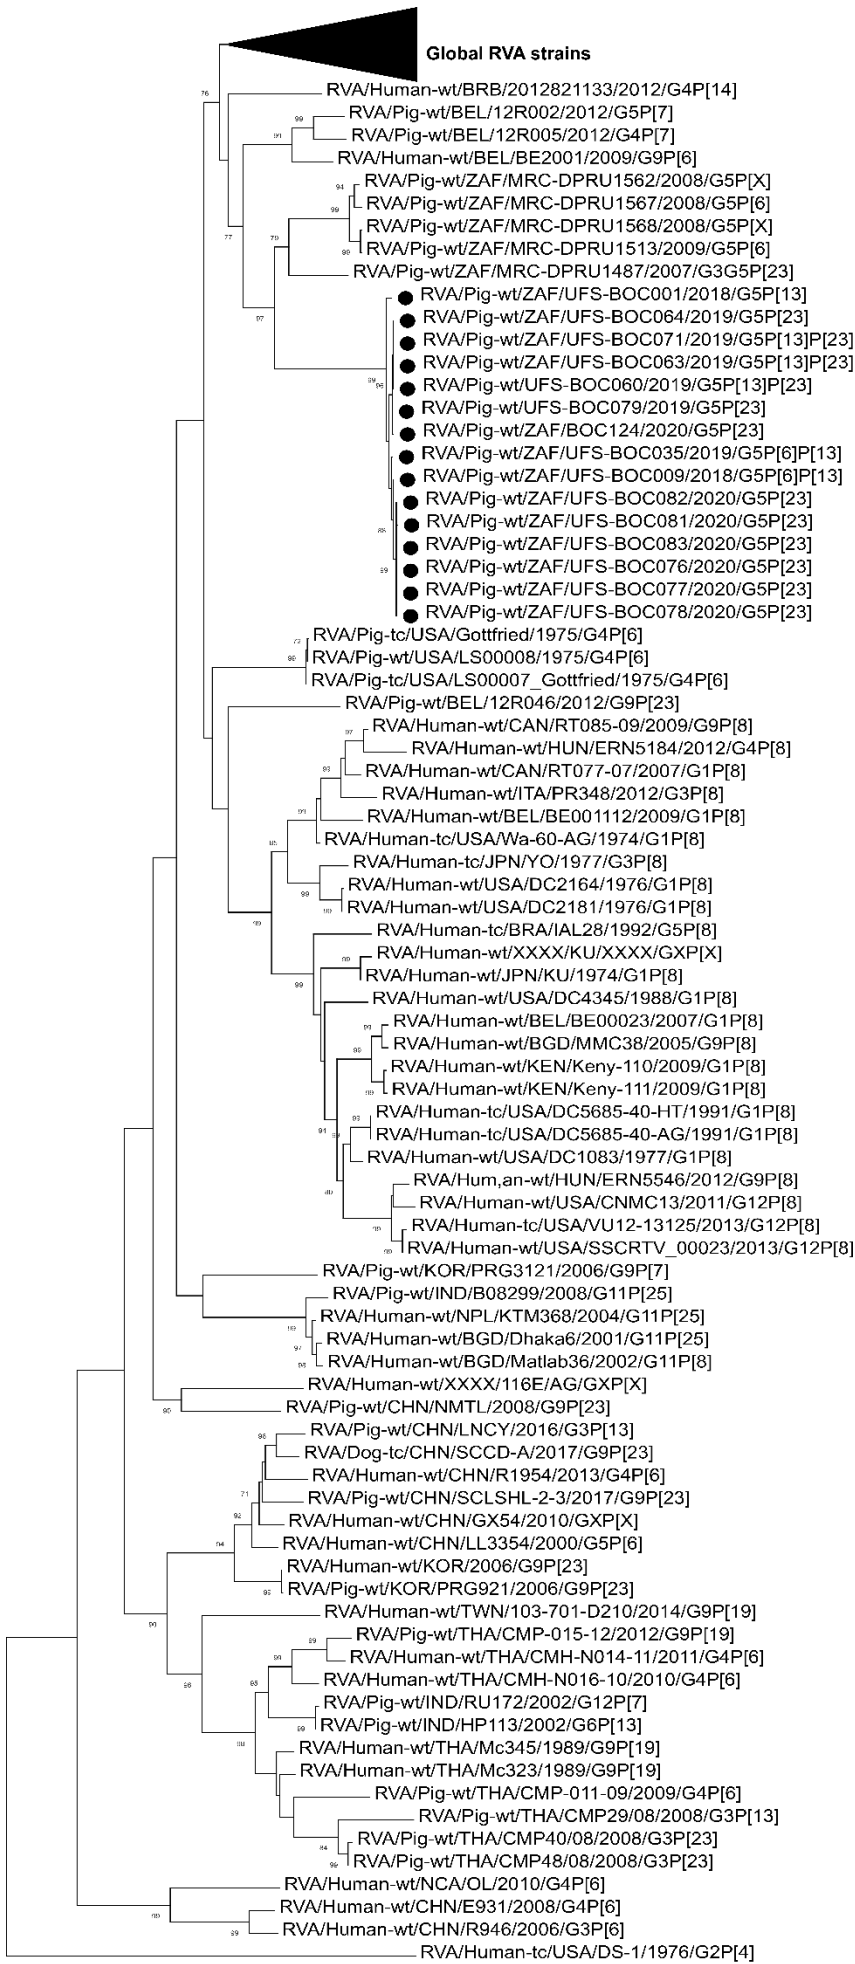 Global RVA strains
RVA/Human-wt/BRB/2012821133/2012/G4P[14]
RVA/Pig-wt/BEL/12R002/2012/G5P[7]
RVA/Pig-wt/BEL/12R005/2012/G4P[7]
RVA/Human-wt/BEL/BE2001/2009/G9P[6]
RVA/Pig-wt/ZAF/MRC-DPRU1562/2008/G5P[X]
RVA/Pig-wt/ZAF/MRC-DPRU1567/2008/G5P[6]
RVA/Pig-wt/ZAF/MRC-DPRU1568/2008/G5P[X]
RVA/Pig-wt/ZAF/MRC-DPRU1513/2009/G5P[6]
RVA/Pig-wt/ZAF/MRC-DPRU1487/2007/G3G5P[23]
RVA/Pig-wt/ZAF/UFS-BOC001/2018/G5P[13]
RVA/Pig-wt/ZAF/UFS-BOC064/2019/G5P[23]
RVA/Pig-wt/ZAF/UFS-BOC071/2019/G5P[13]P[23]
RVA/Pig-wt/ZAF/UFS-BOC063/2019/G5P[13]P[23]
RVA/Pig-wt/UFS-BOC060/2019/G5P[13]P[23]
RVA/Pig-wt/UFS-BOC079/2019/G5P[23]
RVA/Pig-wt/ZAF/BOC124/2020/G5P[23]
RVA/Pig-wt/ZAF/UFS-BOC035/2019/G5P[6]P[13]
RVA/Pig-wt/ZAF/UFS-BOC009/2018/G5P[6]P[13]
RVA/Pig-wt/ZAF/UFS-BOC082/2020/G5P[23]
RVA/Pig-wt/ZAF/UFS-BOC081/2020/G5P[23]
RVA/Pig-wt/ZAF/UFS-BOC083/2020/G5P[23]
RVA/Pig-wt/ZAF/UFS-BOC076/2020/G5P[23]
RVA/Pig-wt/ZAF/UFS-BOC077/2020/G5P[23]
RVA/Pig-wt/ZAF/UFS-BOC078/2020/G5P[23]
RVA/Pig-tc/USA/Gottfried/1975/G4P[6]
RVA/Pig-wt/USA/LS00008/1975/G4P[6]
RVA/Pig-tc/USA/LS00007_Gottfried/1975/G4P[6]
RVA/Pig-wt/BEL/12R046/2012/G9P[23]
RVA/Human-wt/CAN/RT085-09/2009/G9P[8]
RVA/Human-wt/HUN/ERN5184/2012/G4P[8]
RVA/Human-wt/CAN/RT077-07/2007/G1P[8]
RVA/Human-wt/ITA/PR348/2012/G3P[8]
RVA/Human-wt/BEL/BE001112/2009/G1P[8]
RVA/Human-tc/USA/Wa-60-AG/1974/G1P[8]
RVA/Human-tc/JPN/YO/1977/G3P[8]
RVA/Human-wt/USA/DC2164/1976/G1P[8]
RVA/Human-wt/USA/DC2181/1976/G1P[8]
RVA/Human-tc/BRA/IAL28/1992/G5P[8]
RVA/Human-wt/XXXX/KU/XXXX/GXP[X]
RVA/Human-wt/JPN/KU/1974/G1P[8]
RVA/Human-wt/USA/DC4345/1988/G1P[8]
RVA/Human-wt/BEL/BE00023/2007/G1P[8]
RVA/Human-wt/BGD/MMC38/2005/G9P[8]
RVA/Human-wt/KEN/Keny-110/2009/G1P[8]
RVA/Human-wt/KEN/Keny-111/2009/G1P[8]
RVA/Human-tc/USA/DC5685-40-HT/1991/G1P[8]
RVA/Human-tc/USA/DC5685-40-AG/1991/G1P[8]
RVA/Human-wt/USA/DC1083/1977/G1P[8]
RVA/Hum,an-wt/HUN/ERN5546/2012/G9P[8]
RVA/Human-wt/USA/CNMC13/2011/G12P[8]
RVA/Human-tc/USA/VU12-13125/2013/G12P[8]
RVA/Human-wt/USA/SSCRTV_00023/2013/G12P[8]
RVA/Pig-wt/KOR/PRG3121/2006/G9P[7]
RVA/Pig-wt/IND/B08299/2008/G11P[25]
RVA/Human-wt/NPL/KTM368/2004/G11P[25]
RVA/Human-wt/BGD/Dhaka6/2001/G11P[25]
RVA/Human-wt/BGD/Matlab36/2002/G11P[8]
RVA/Human-wt/XXXX/116E/AG/GXP[X]
RVA/Pig-wt/CHN/NMTL/2008/G9P[23]
RVA/Pig-wt/CHN/LNCY/2016/G3P[13]
RVA/Dog-tc/CHN/SCCD-A/2017/G9P[23]
RVA/Human-wt/CHN/R1954/2013/G4P[6]
RVA/Pig-wt/CHN/SCLSHL-2-3/2017/G9P[23]
RVA/Human-wt/CHN/GX54/2010/GXP[X]
RVA/Human-wt/CHN/LL3354/2000/G5P[6]
RVA/Human-wt/KOR/2006/G9P[23]
RVA/Pig-wt/KOR/PRG921/2006/G9P[23]
RVA/Human-wt/TWN/103-701-D210/2014/G9P[19]
RVA/Pig-wt/THA/CMP-015-12/2012/G9P[19]
RVA/Human-wt/THA/CMH-N014-11/2011/G4P[6]
RVA/Human-wt/THA/CMH-N016-10/2010/G4P[6]
RVA/Pig-wt/IND/RU172/2002/G12P[7]
RVA/Pig-wt/IND/HP113/2002/G6P[13]
RVA/Human-wt/THA/Mc345/1989/G9P[19]
RVA/Human-wt/THA/Mc323/1989/G9P[19]
RVA/Pig-wt/THA/CMP-011-09/2009/G4P[6]
RVA/Pig-wt/THA/CMP29/08/2008/G3P[13]
RVA/Pig-wt/THA/CMP40/08/2008/G3P[23]
RVA/Pig-wt/THA/CMP48/08/2008/G3P[23]
RVA/Human-wt/NCA/OL/2010/G4P[6]
RVA/Human-wt/CHN/E931/2008/G4P[6]
RVA/Human-wt/CHN/R946/2006/G3P[6]
RVA/Human-tc/USA/DS-1/1976/G2P[4]